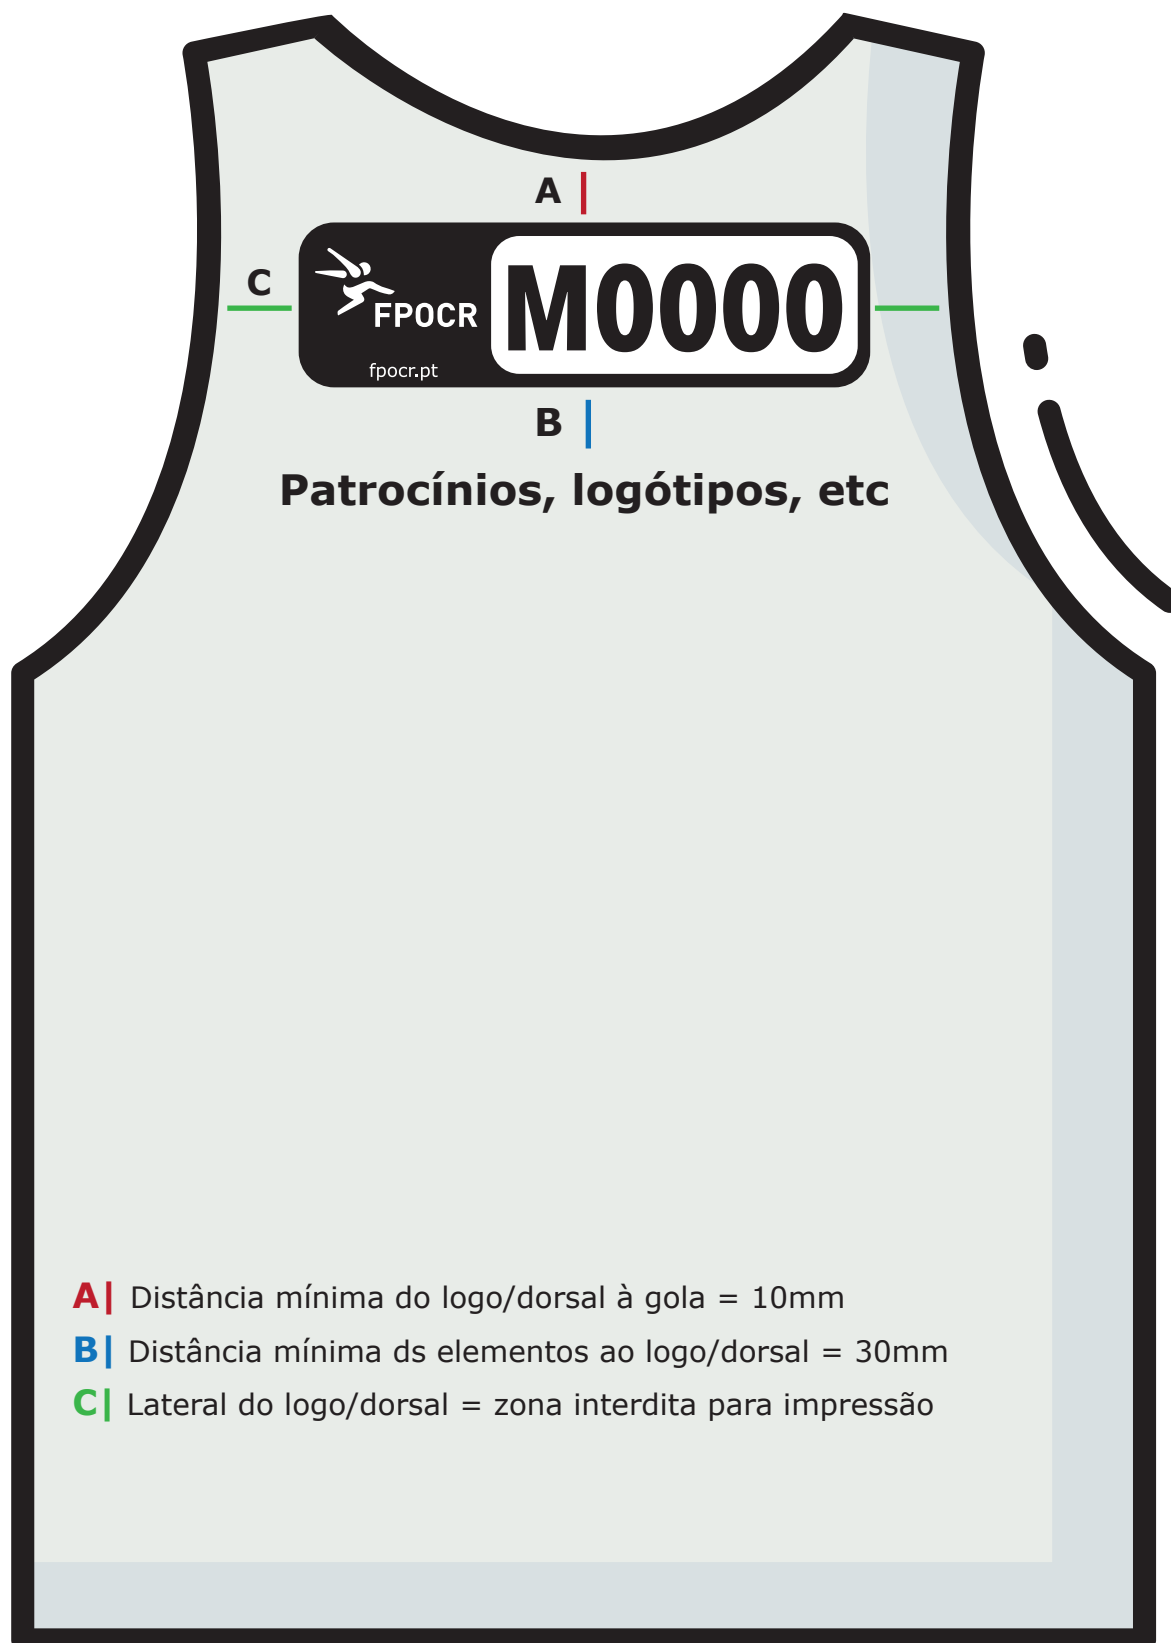 A
C
FPOCR
M0000
fpocr.pt
B
Patrocínios, logótipos, etc
A| Distância mínima do logo/dorsal à gola = 10mm
B| Distância mínima ds elementos ao logo/dorsal = 30mm
C| Lateral do logo/dorsal = zona interdita para impressão